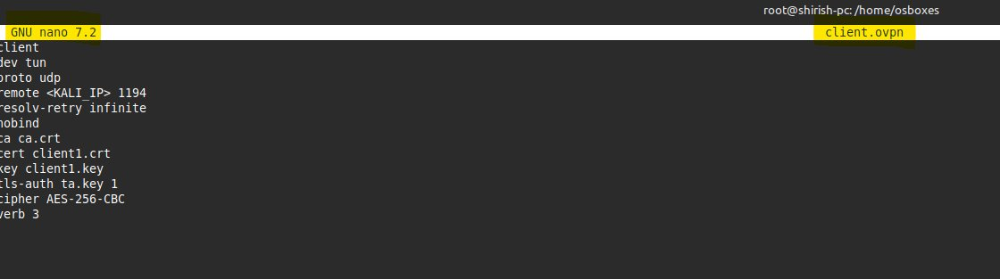 root@shirish-pc: /home/osboxes
GNU nano 7.2 client.ovpn
client
dev tun
proto udp
remote <KALI_IP> 1194
resolv-retry infinite
nobind
ca ca.crt
cert client1.crt
key client1.key
tls-auth ta.key 1
cipher AES-256-CBC
verb 3